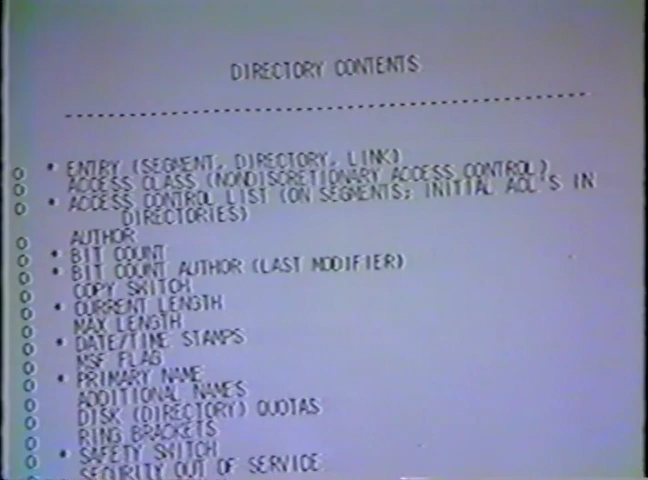 DIRECTORY CONTENTS
------------------------------------------------------------
O • ENTRY (SEGMENT, DIRECTORY, LINK)
O ACCESS CLASS (NONDISCRETIONARY ACCESS CONTROL)
O • ACCESS CONTROL LIST (ON SEGMENTS; INITIAL ACL'S IN
DIRECTORIES)
O AUTHOR
O • BIT COUNT
O • BIT COUNT AUTHOR (LAST MODIFIER)
O COPY SWITCH
O • CURRENT LENGTH
O MAX LENGTH
O • DATE/TIME STAMPS
O MSF FLAG
O • PRIMARY NAME
O ADDITIONAL NAMES
O DISK (DIRECTORY) QUOTAS
O RING BRACKETS
O • SAFETY SWITCH
O SECURITY OUT OF SERVICE